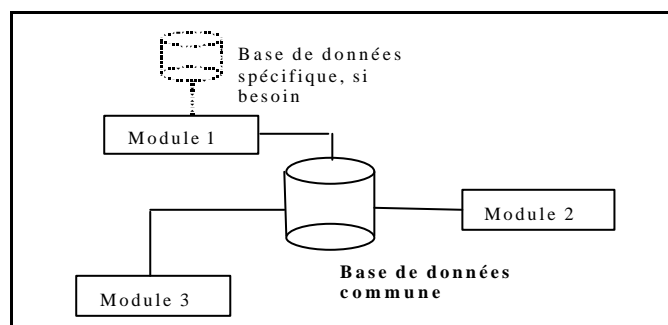 Base de données
spécifique, si
besoin
Module 1
Module 2
Base de données
commune
Module 3